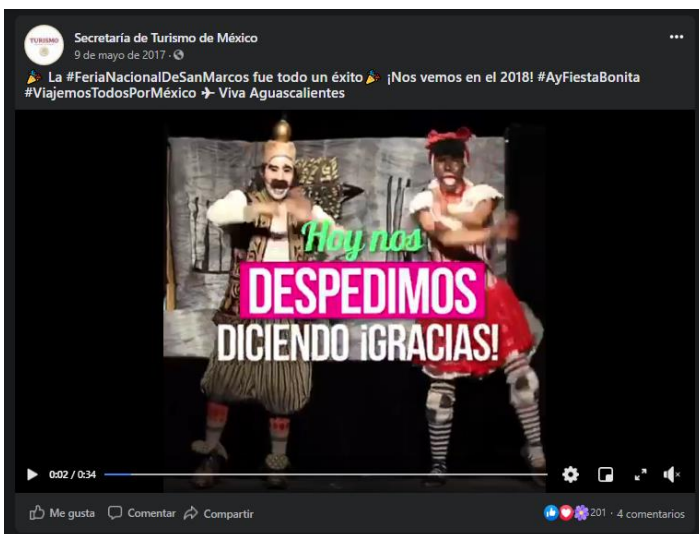 TURISMO
Secretaría de Turismo de México
9 de mayo de 2017 ·
La #FeriaNacionalDeSanMarcos fue todo un éxito ¡Nos vemos en el 2018! #AyFiestaBonita
#ViajemosTodosPorMéxico ✈ Viva Aguascalientes
Hoy nos
DESPEDIMOS
DICIENDO ¡GRACIAS!
0:02 / 0:34
Me gusta Comentar Compartir 201 · 4 comentarios